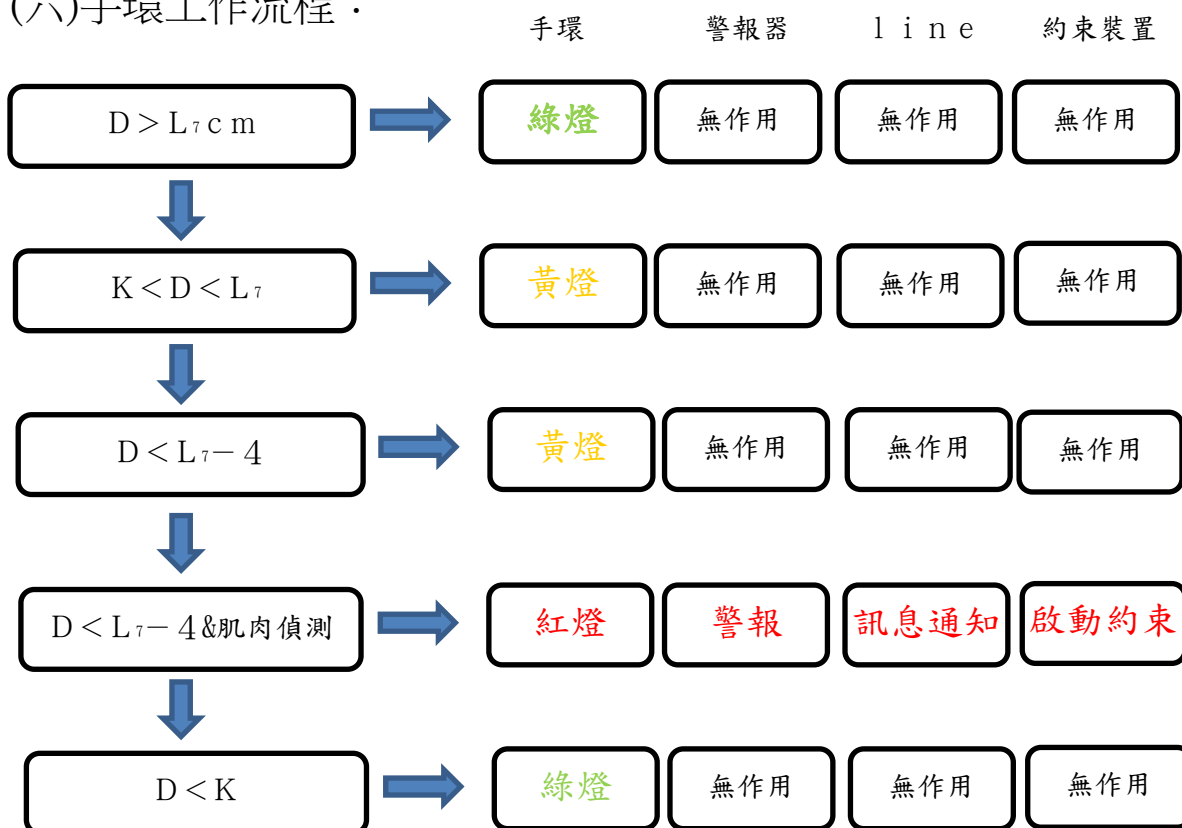 (六)手環工作流程：
手環 警報器 ｌｉｎｅ 約束裝置
Ｄ＞Ｌ₇ｃｍ 綠燈 無作用 無作用 無作用
Ｋ＜Ｄ＜Ｌ₇ 黃燈 無作用 無作用 無作用
Ｄ＜Ｌ₇－４ 黃燈 無作用 無作用 無作用
Ｄ＜Ｌ₇－４&肌肉偵測 紅燈 警報 訊息通知 啟動約束
Ｄ＜Ｋ 綠燈 無作用 無作用 無作用